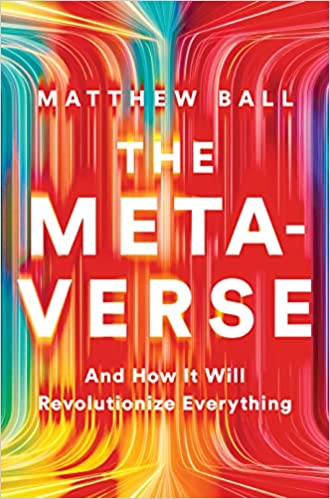 MATTHEW BALL
THE
META-
VERSE
And How It Will
Revolutionize Everything